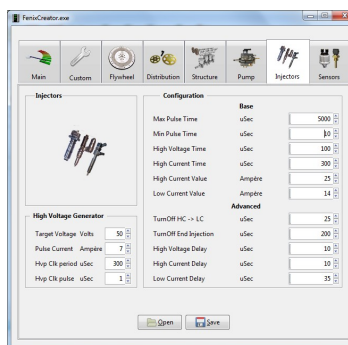 FenixCreator.exe
Main Custom Flywheel Distribution Structure Pump Injectors Sensors
Injectors
High Voltage Generator
Target Voltage Volts 50
Pulse Current Ampère 7
Hvp Clk period uSec 300
Hvp Clk pulse uSec 1
Configuration
Base
Max Pulse Time uSec 5000
Min Pulse Time uSec 10
High Voltage Time uSec 100
High Current Time uSec 300
High Current Value Ampère 25
Low Current Value Ampère 14
Advanced
TurnOff HC -> LC uSec 25
TurnOff End Injection uSec 200
High Voltage Delay uSec 10
High Current Delay uSec 10
Low Current Delay uSec 35
Open Save